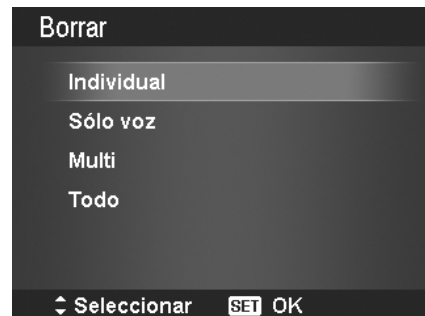 Borrar
Individual
Sólo voz
Multi
Todo
Seleccionar SET OK